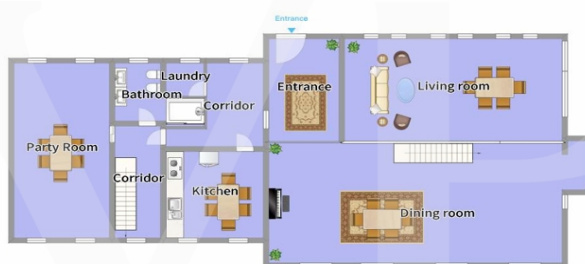 Entrance
Laundry
Bathroom
Entrance
Living room
Corridor
Party Room
Corridor
Kitchen
Dining room